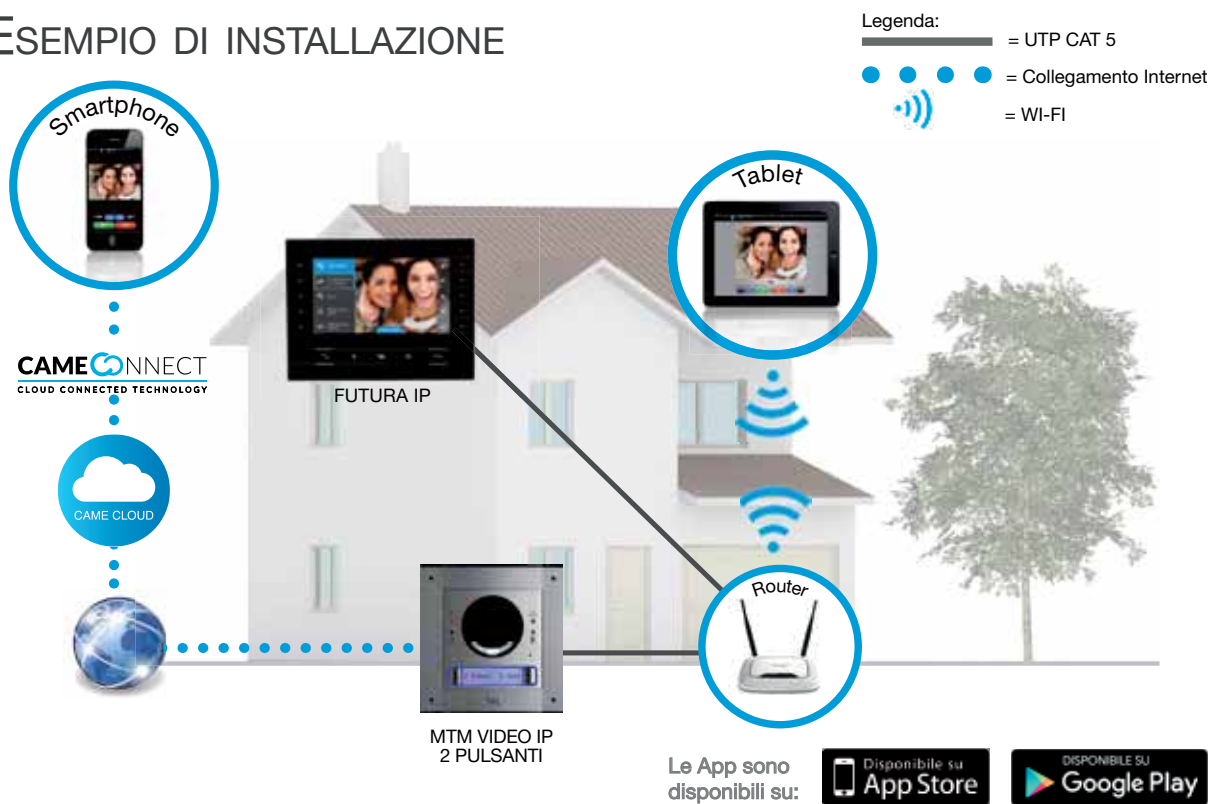 ESEMPIO DI INSTALLAZIONE
Legenda:
= UTP CAT 5
= Collegamento Internet
= WI-FI
Smartphone
Tablet
CAME CONNECT
CLOUD CONNECTED TECHNOLOGY
FUTURA IP
CAME CLOUD
Router
MTM VIDEO IP
2 PULSANTI
Le App sono
disponibili su:
Disponibile su
App Store
DISPONIBILE SU
Google Play